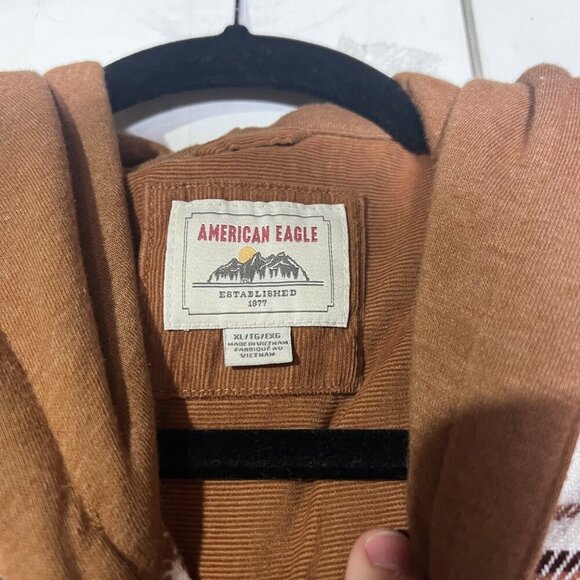 AMERICAN EAGLE
ESTABLISHED
1977
XL/TG/EXG
MADE IN VIETNAM
FABRIQUÉ AU
VIETNAM